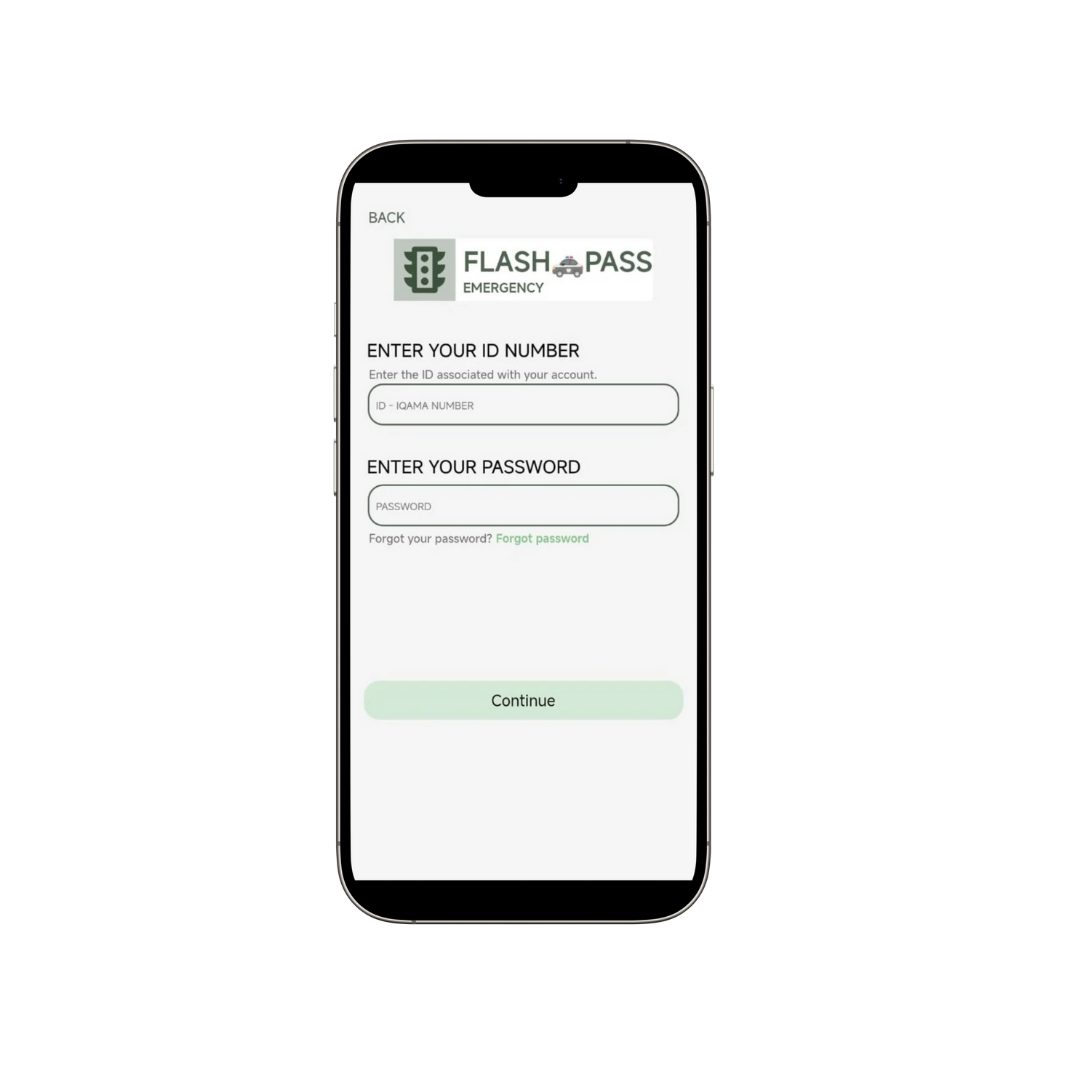 BACK
FLASH PASS
EMERGENCY
ENTER YOUR ID NUMBER
Enter the ID associated with your account.
ID - IQAMA NUMBER
ENTER YOUR PASSWORD
PASSWORD
Forgot your password? Forgot password
Continue